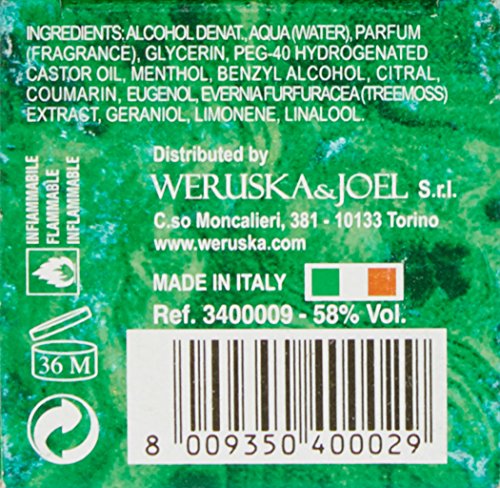 INGREDIENTS: ALCOHOL DENAT., AQUA (WATER), PARFUM
(FRAGRANCE), GLYCERIN, PEG-40 HYDROGENATED
CASTOR OIL, MENTHOL, BENZYL ALCOHOL, CITRAL,
COUMARIN, EUGENOL, EVERNIA FURFURACEA (TREEMOSS)
EXTRACT, GERANIOL, LIMONENE, LINALOOL.
INFIAMMABILE
FLAMMABLE
INFLAMMABLE
Distributed by
WERUSKA&JOEL S.r.l.
C.so Moncalieri, 381 - 10133 Torino
www.weruska.com
MADE IN ITALY
Ref. 3400009 - 58% Vol.
36 M
8 009350 400029